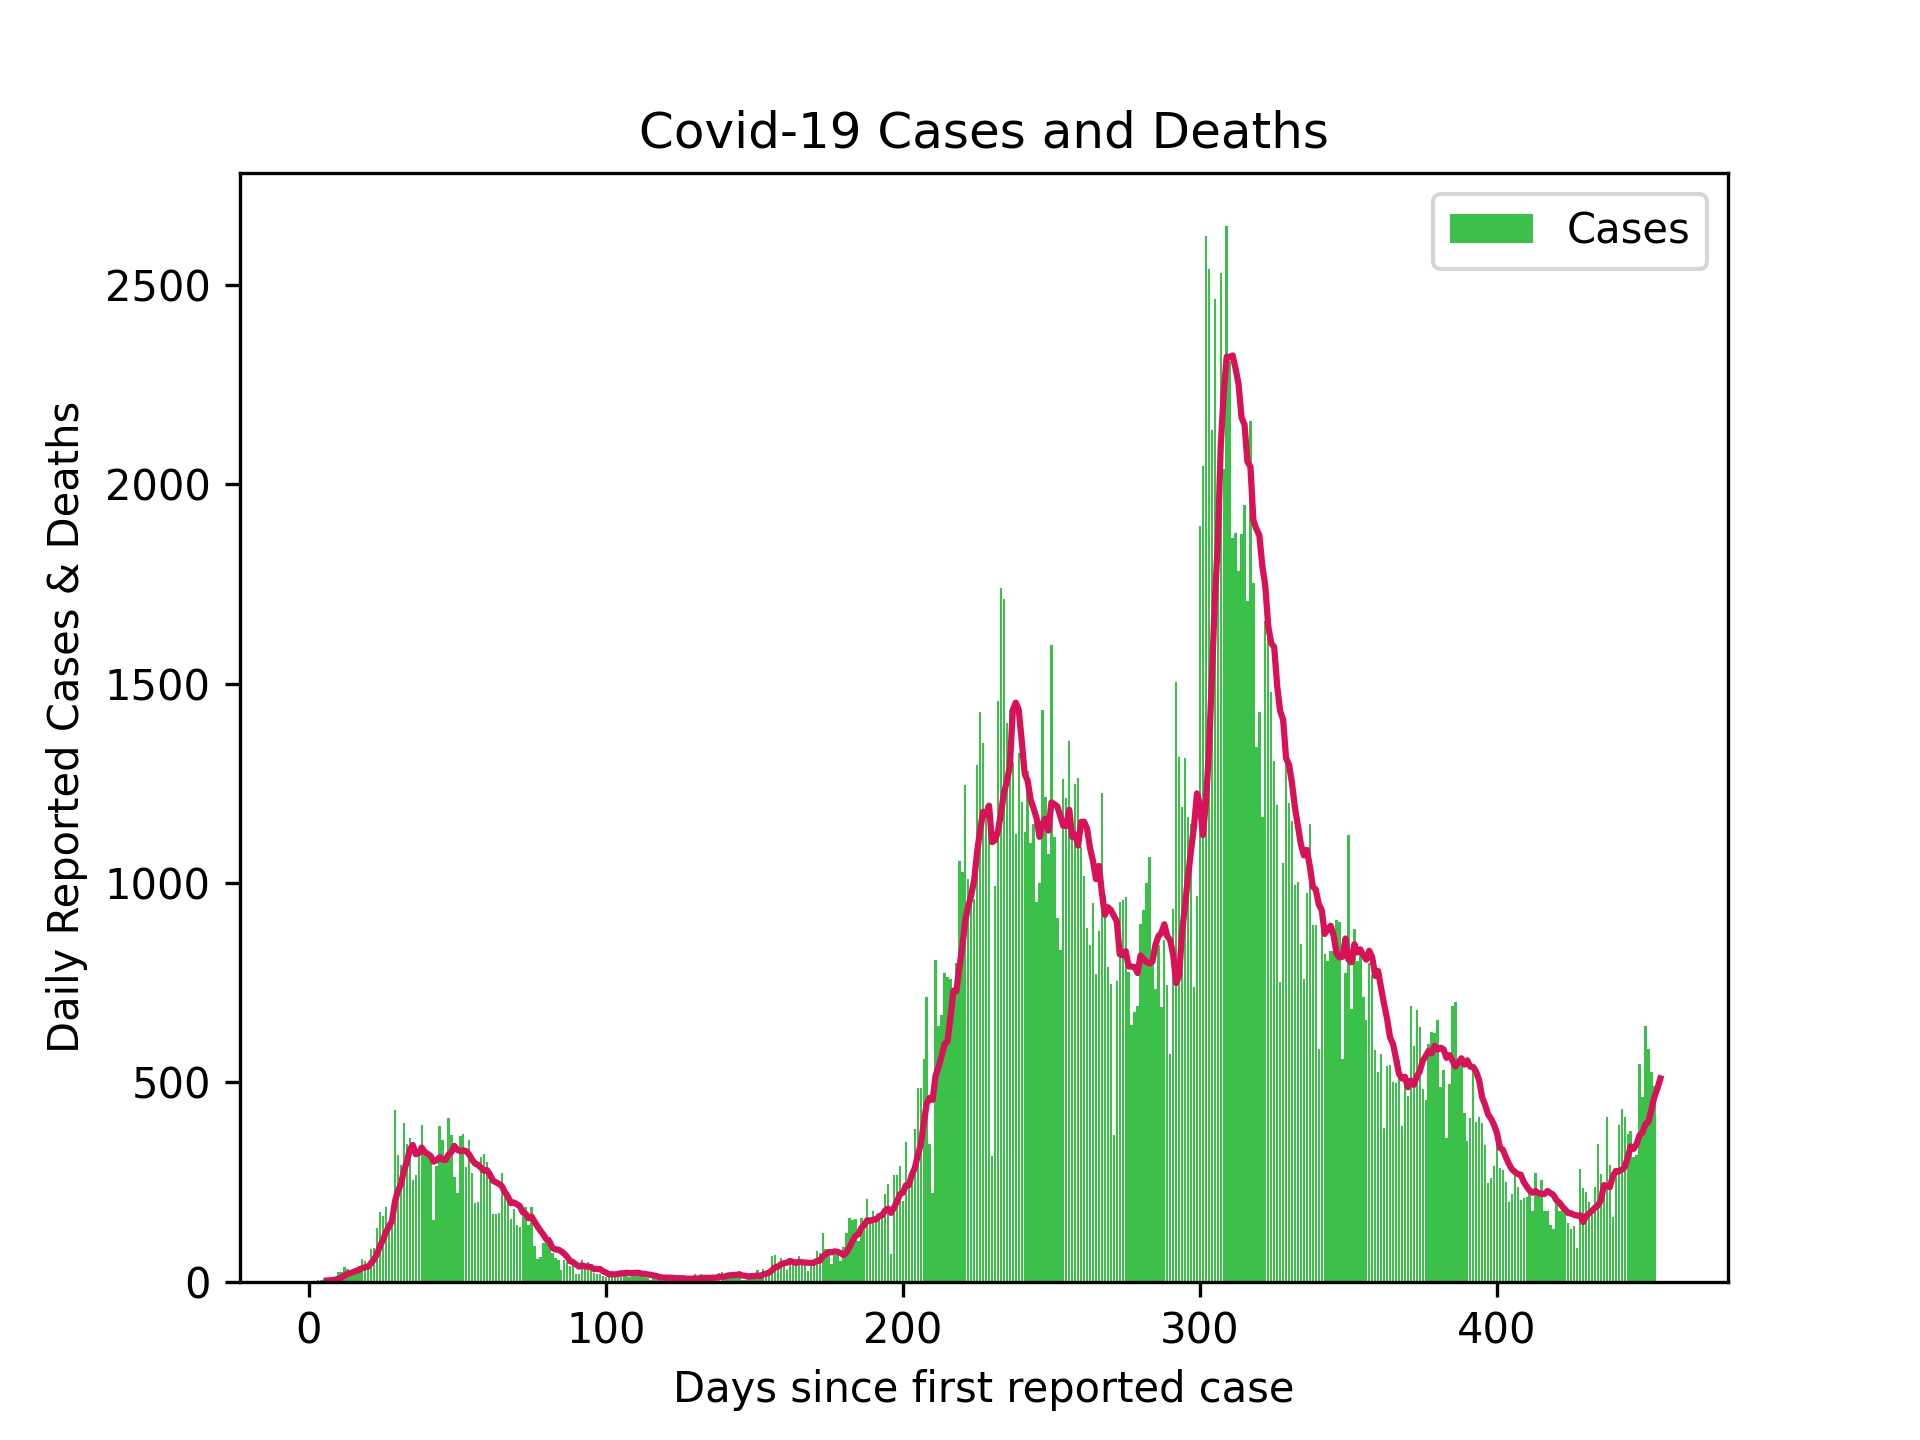 Covid-19 Cases and Deaths
Cases
Daily Reported Cases & Deaths
2500
2000
1500
1000
500
0
0 100 200 300 400
Days since first reported case